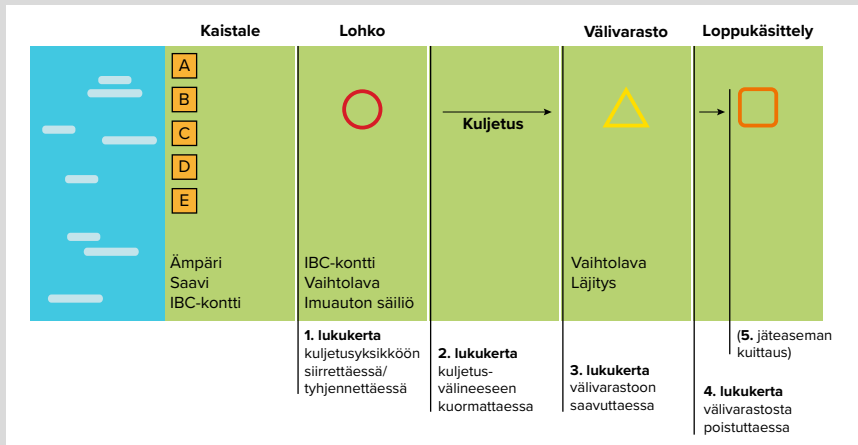 Kaistale
Lohko
Välivarasto
Loppukäsittely
A
B
C
D
E
Kuljetus
Ämpäri
Saavi
IBC-kontti
IBC-kontti
Vaihtolava
Imuauton säiliö
Vaihtolava
Läjitys
1. lukukerta
kuljetusyksikköön
siirrettäessä/
tyhjennettäessä
2. lukukerta
kuljetus-
välineeseen
kuormattaessa
3. lukukerta
välivarastoon
saavuttaessa
(5. jäteaseman
kuittaus)
4. lukukerta
välivarastosta
poistuttaessa